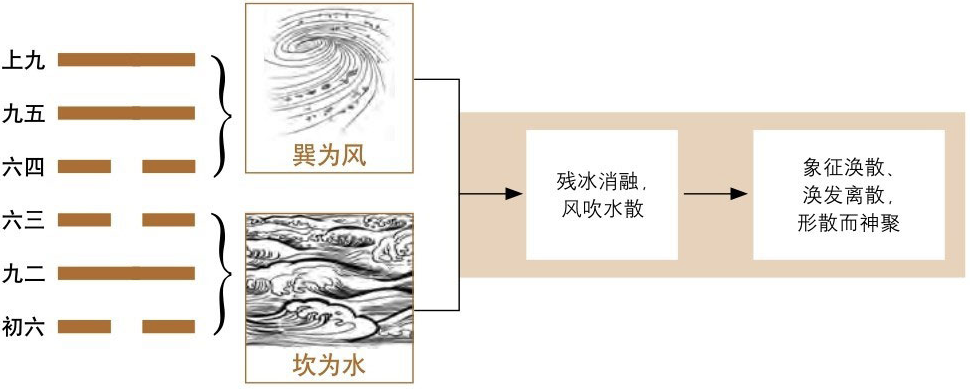 上九
九五
六四
六三
九二
初六
巽为风
坎为水
残冰消融，
风吹水散
象征涣散、
涣发离散，
形散而神聚